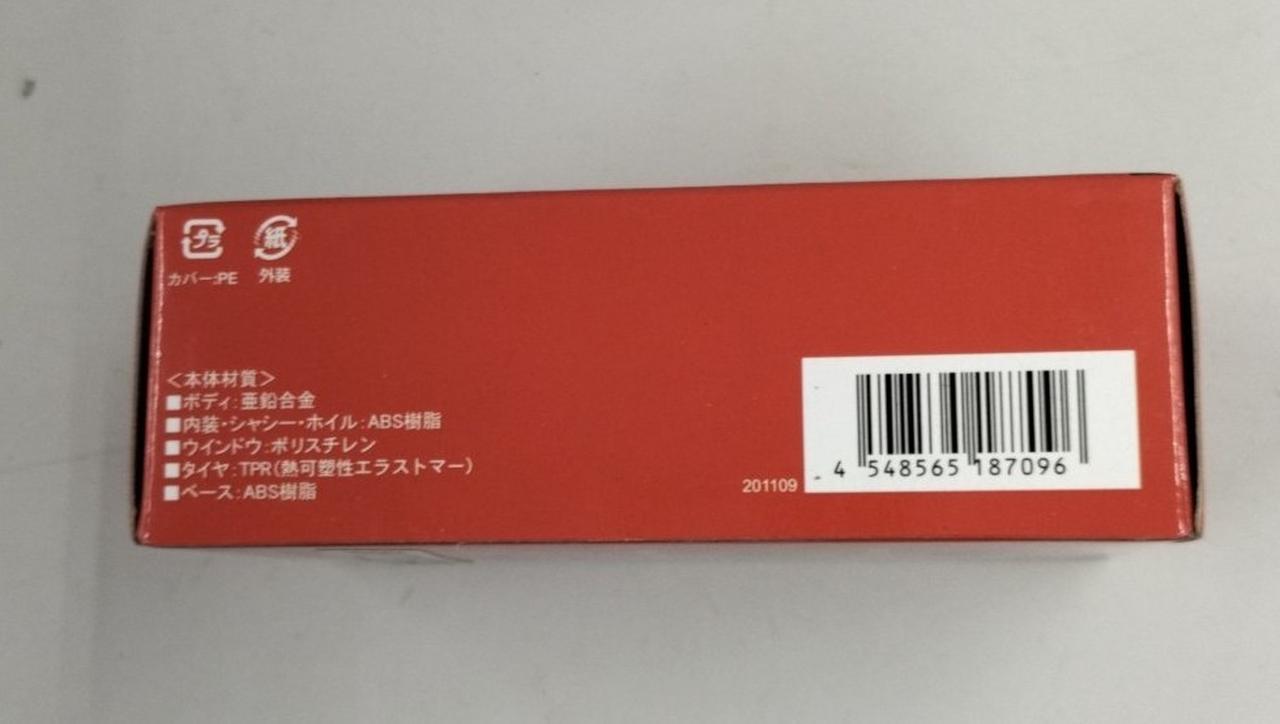 プラ 紙
カバー:PE 外装
＜本体材質＞
■ボディ:亜鉛合金
■内装・シャシー・ホイル:ABS樹脂
■ウインドウ:ポリスチレン
■タイヤ:TPR(熱可塑性エラストマー)
■ベース:ABS樹脂
201109
4 548565 187096